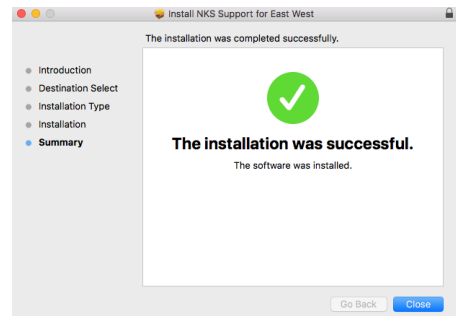 Install NKS Support for East West
The installation was completed successfully.
Introduction
Destination Select
Installation Type
Installation
Summary
The installation was successful.
The software was installed.
Go Back
Close